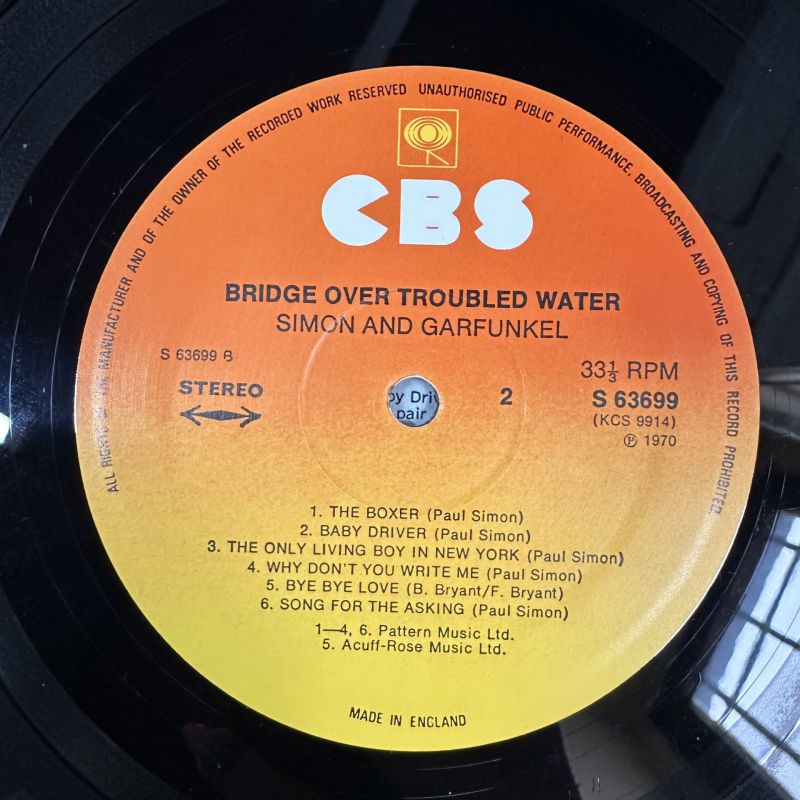 ALL RIGHTS OF THE MANUFACTURER AND OF THE OWNER OF THE RECORDED WORK RESERVED UNAUTHORISED PUBLIC PERFORMANCE, BROADCASTING AND COPYING OF THIS RECORD PROHIBITED
CBS
BRIDGE OVER TROUBLED WATER
SIMON AND GARFUNKEL
S 63699 B
STEREO
2
33⅓ RPM
S 63699
(KCS 9914)
℗ 1970
by Driv
pair
1. THE BOXER (Paul Simon)
2. BABY DRIVER (Paul Simon)
3. THE ONLY LIVING BOY IN NEW YORK (Paul Simon)
4. WHY DON'T YOU WRITE ME (Paul Simon)
5. BYE BYE LOVE (B. Bryant/F. Bryant)
6. SONG FOR THE ASKING (Paul Simon)
1—4, 6. Pattern Music Ltd.
5. Acuff-Rose Music Ltd.
MADE IN ENGLAND